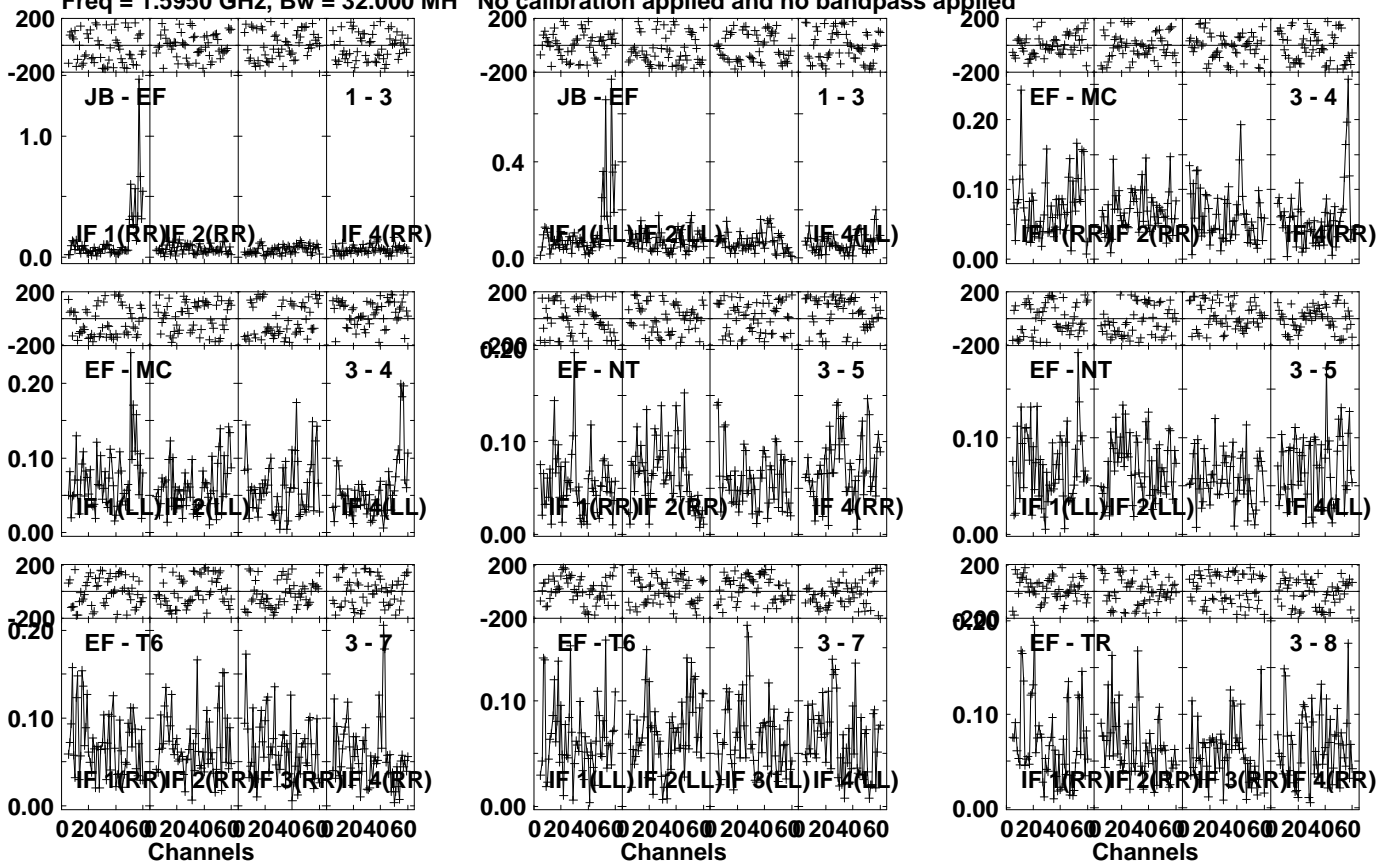 Freq = 1.5950 GHz, Bw = 32.000 MH No calibration applied and no bandpass applied
200 200 200
-200 -200 -200
JB - EF 1 - 3 JB - EF 1 - 3 EF - MC 3 - 4
1.0 0.4 0.20
0.10
IF 1(RR) IF 2(RR) IF 4(RR) IF 1(LL) IF 2(LL) IF 4(LL) IF 1(RR) IF 2(RR) IF 4(RR)
0.0 0.0 0.00
200 200 200
-200 -200 -200
0.20
EF - MC 3 - 4 EF - NT 3 - 5 EF - NT 3 - 5
0.20
0.10 0.10 0.10
IF 1(LL) IF 2(LL) IF 4(LL) IF 1(RR) IF 2(RR) IF 4(RR) IF 1(LL) IF 2(LL) IF 4(LL)
0.00 0.00 0.00
200 200 200
-200 -200 -200
0.20 0.20
EF - T6 3 - 7 EF - T6 3 - 7 EF - TR 3 - 8
0.10 0.10 0.10
IF 1(RR) IF 2(RR) IF 3(RR) IF 4(RR) IF 1(LL) IF 2(LL) IF 3(LL) IF 4(LL) IF 1(RR) IF 2(RR) IF 3(RR) IF 4(RR)
0.00 0.00 0.00
0 20 40 60 0 20 40 60 0 20 40 60 0 20 40 60 0 20 40 60 0 20 40 60 0 20 40 60 0 20 40 60 0 20 40 60 0 20 40 60 0 20 40 60 0 20 40 60
Channels Channels Channels